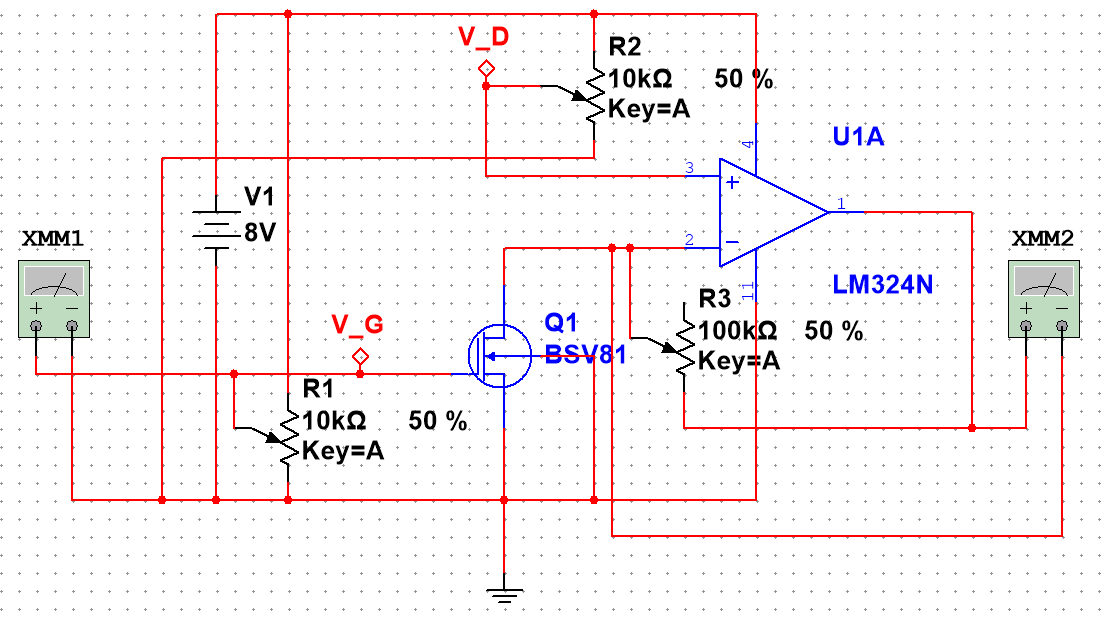 V_D
R2
10kΩ 50 %
Key=A
4
U1A
3
+
V1
8V
1
XMM1
2
−
XMM2
LM324N
11
R3
+ −
+ −
V_G
Q1
100kΩ 50 %
BSV81
Key=A
R1
10kΩ 50 %
Key=A